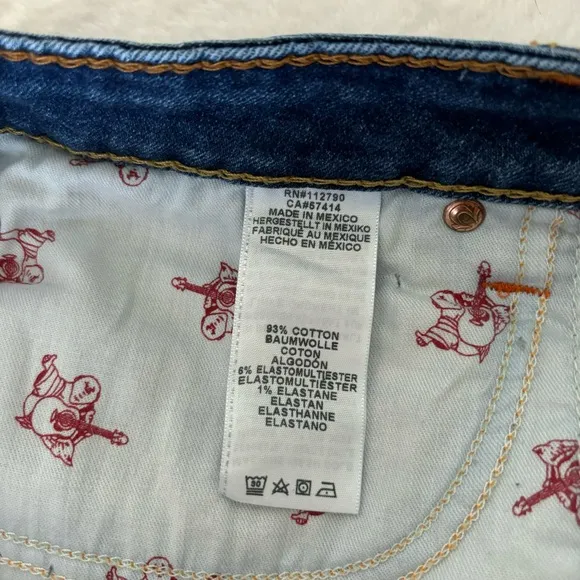 RN#112790
CA#57414
MADE IN MEXICO
HERGESTELLT IN MEXIKO
FABRIQUÉ AU MEXIQUE
HECHO EN MÉXICO
93% COTTON
BAUMWOLLE
COTON
ALGODÓN
6% ELASTOMULTIESTER
ELASTOMULTIESTER
1% ELASTANE
ELASTAN
ELASTHANNE
ELASTANO
30